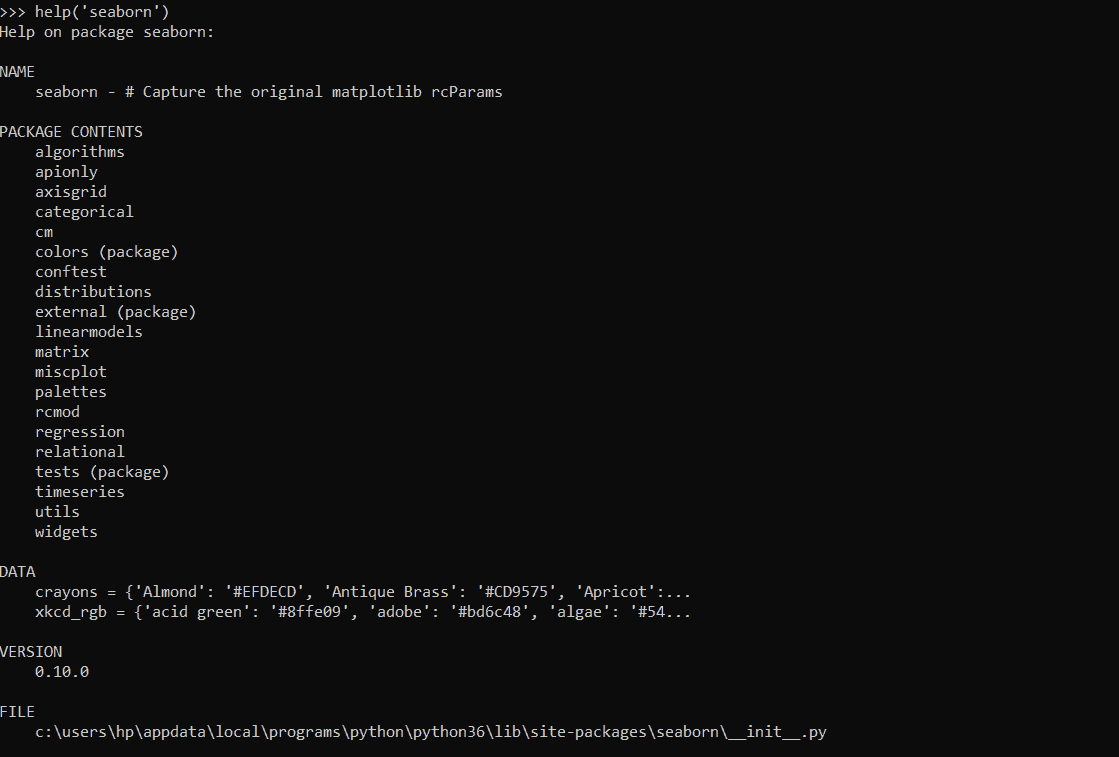 >>> help('seaborn')
Help on package seaborn:
NAME
seaborn - # Capture the original matplotlib rcParams
PACKAGE CONTENTS
algorithms
apionly
axisgrid
categorical
cm
colors (package)
conftest
distributions
external (package)
linearmodels
matrix
miscplot
palettes
rcmod
regression
relational
tests (package)
timeseries
utils
widgets
DATA
crayons = {'Almond': '#EFDECD', 'Antique Brass': '#CD9575', 'Apricot':...
xkcd_rgb = {'acid green': '#8ffe09', 'adobe': '#bd6c48', 'algae': '#54...
VERSION
0.10.0
FILE
c:\users\hp\appdata\local\programs\python\python36\lib\site-packages\seaborn\__init__.py